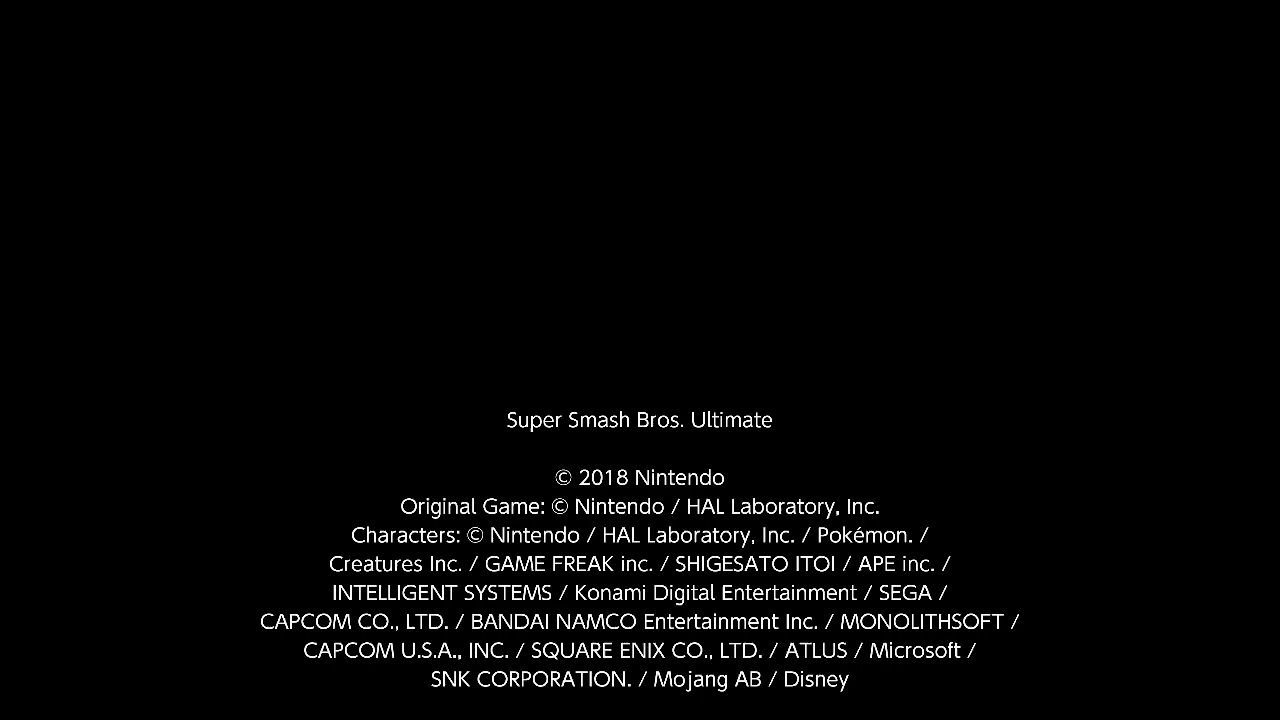 Super Smash Bros. Ultimate
© 2018 Nintendo
Original Game: © Nintendo / HAL Laboratory, Inc.
Characters: © Nintendo / HAL Laboratory, Inc. / Pokémon. /
Creatures Inc. / GAME FREAK inc. / SHIGESATO ITOI / APE inc. /
INTELLIGENT SYSTEMS / Konami Digital Entertainment / SEGA /
CAPCOM CO., LTD. / BANDAI NAMCO Entertainment Inc. / MONOLITHSOFT /
CAPCOM U.S.A., INC. / SQUARE ENIX CO., LTD. / ATLUS / Microsoft /
SNK CORPORATION. / Mojang AB / Disney